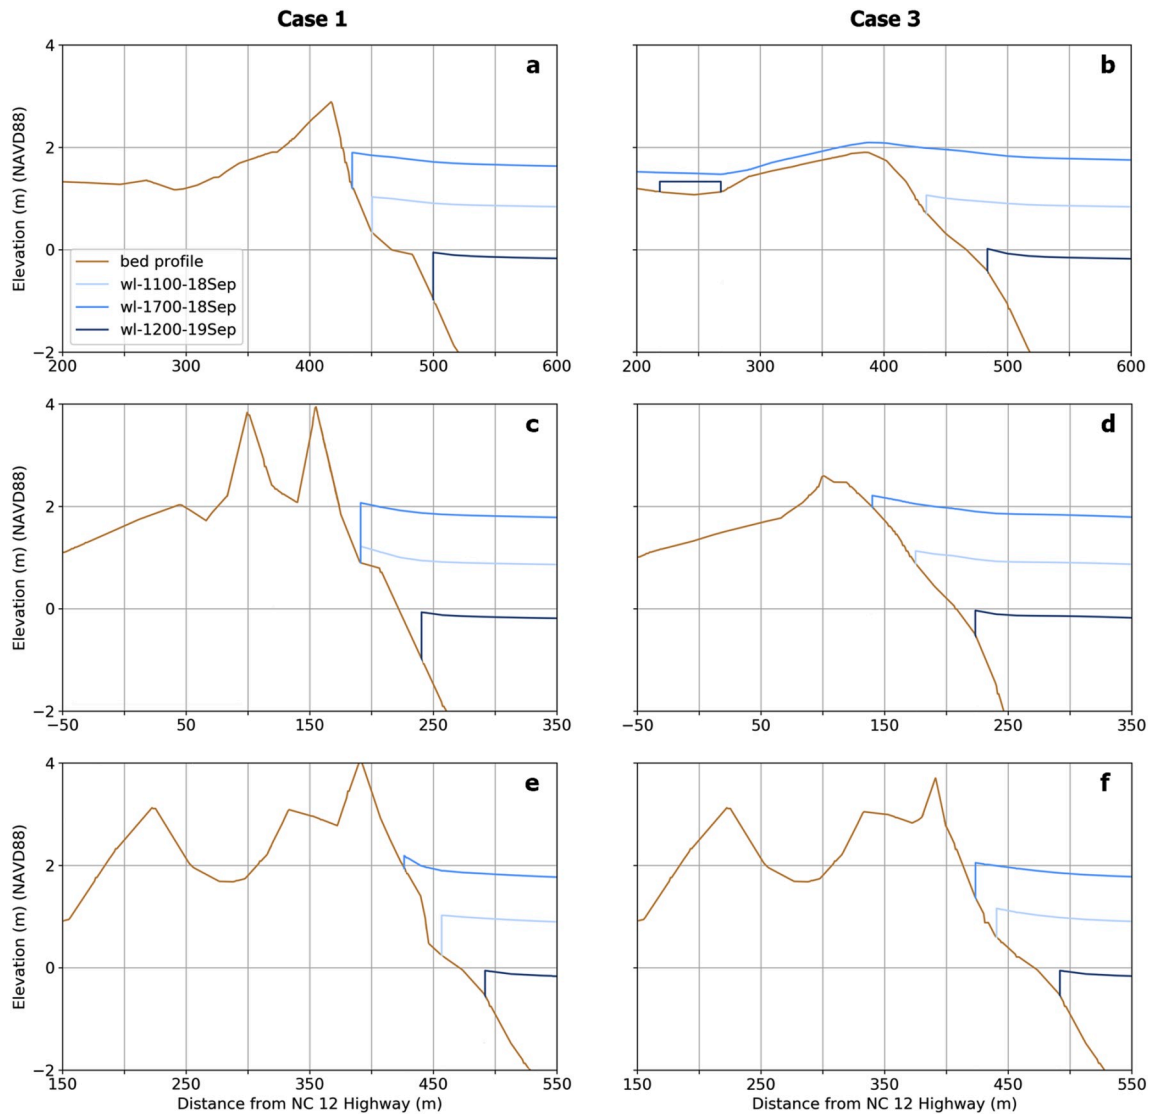 Case 1
Case 3
a
b
4
2
0
−2
Elevation (m) (NAVD88)
bed profile
wl-1100-18Sep
wl-1700-18Sep
wl-1200-19Sep
200 300 400 500 600
200 300 400 500 600
c
d
4
2
0
−2
Elevation (m) (NAVD88)
−50 50 150 250 350
−50 50 150 250 350
e
f
4
2
0
−2
Elevation (m) (NAVD88)
150 250 350 450 550
150 250 350 450 550
Distance from NC 12 Highway (m)
Distance from NC 12 Highway (m)